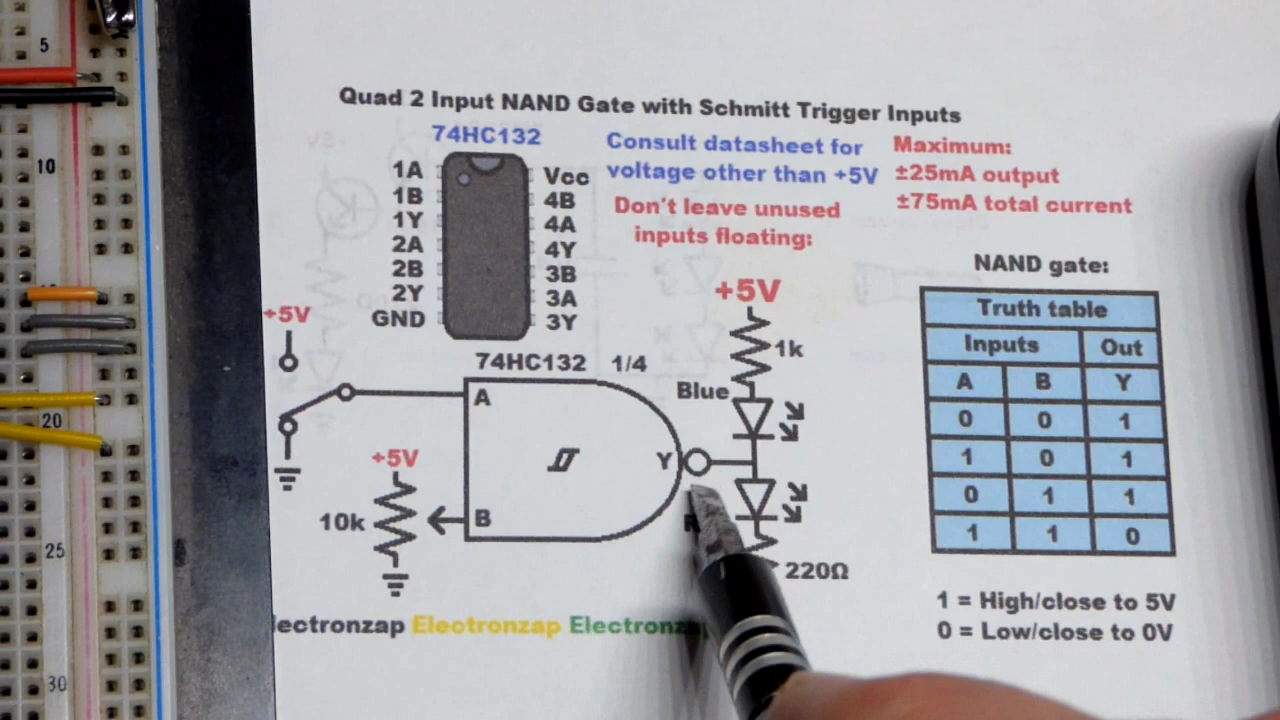 5
10
20
25
30
Quad 2 Input NAND Gate with Schmitt Trigger Inputs
74HC132
1A
1B
1Y
2A
2B
2Y
GND
Vcc
4B
4A
4Y
3B
3A
3Y
Consult datasheet for
voltage other than +5V
Don't leave unused
inputs floating:
Maximum:
±25mA output
±75mA total current
+5V
74HC132 1/4
A
B
Y
+5V
10k
+5V
1k
Blue
220Ω
NAND gate:
Truth table
Inputs Out
A B Y
0 0 1
1 0 1
0 1 1
1 1 0
1 = High/close to 5V
0 = Low/close to 0V
lectronzap Electronzap Electronz